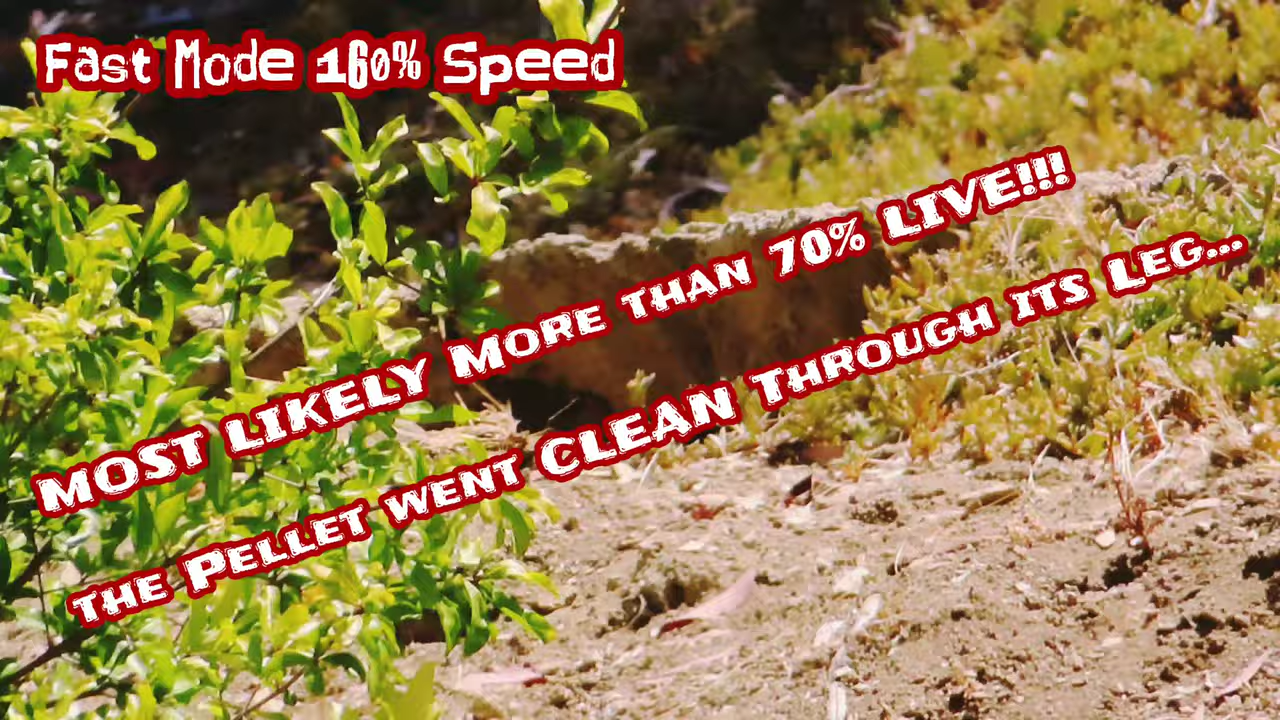 Fast Mode 160% Speed
MOST LIKELY MORE THAN 70% LIVE!!!
THE PELLET WENT CLEAN THROUGH ITS LEG...